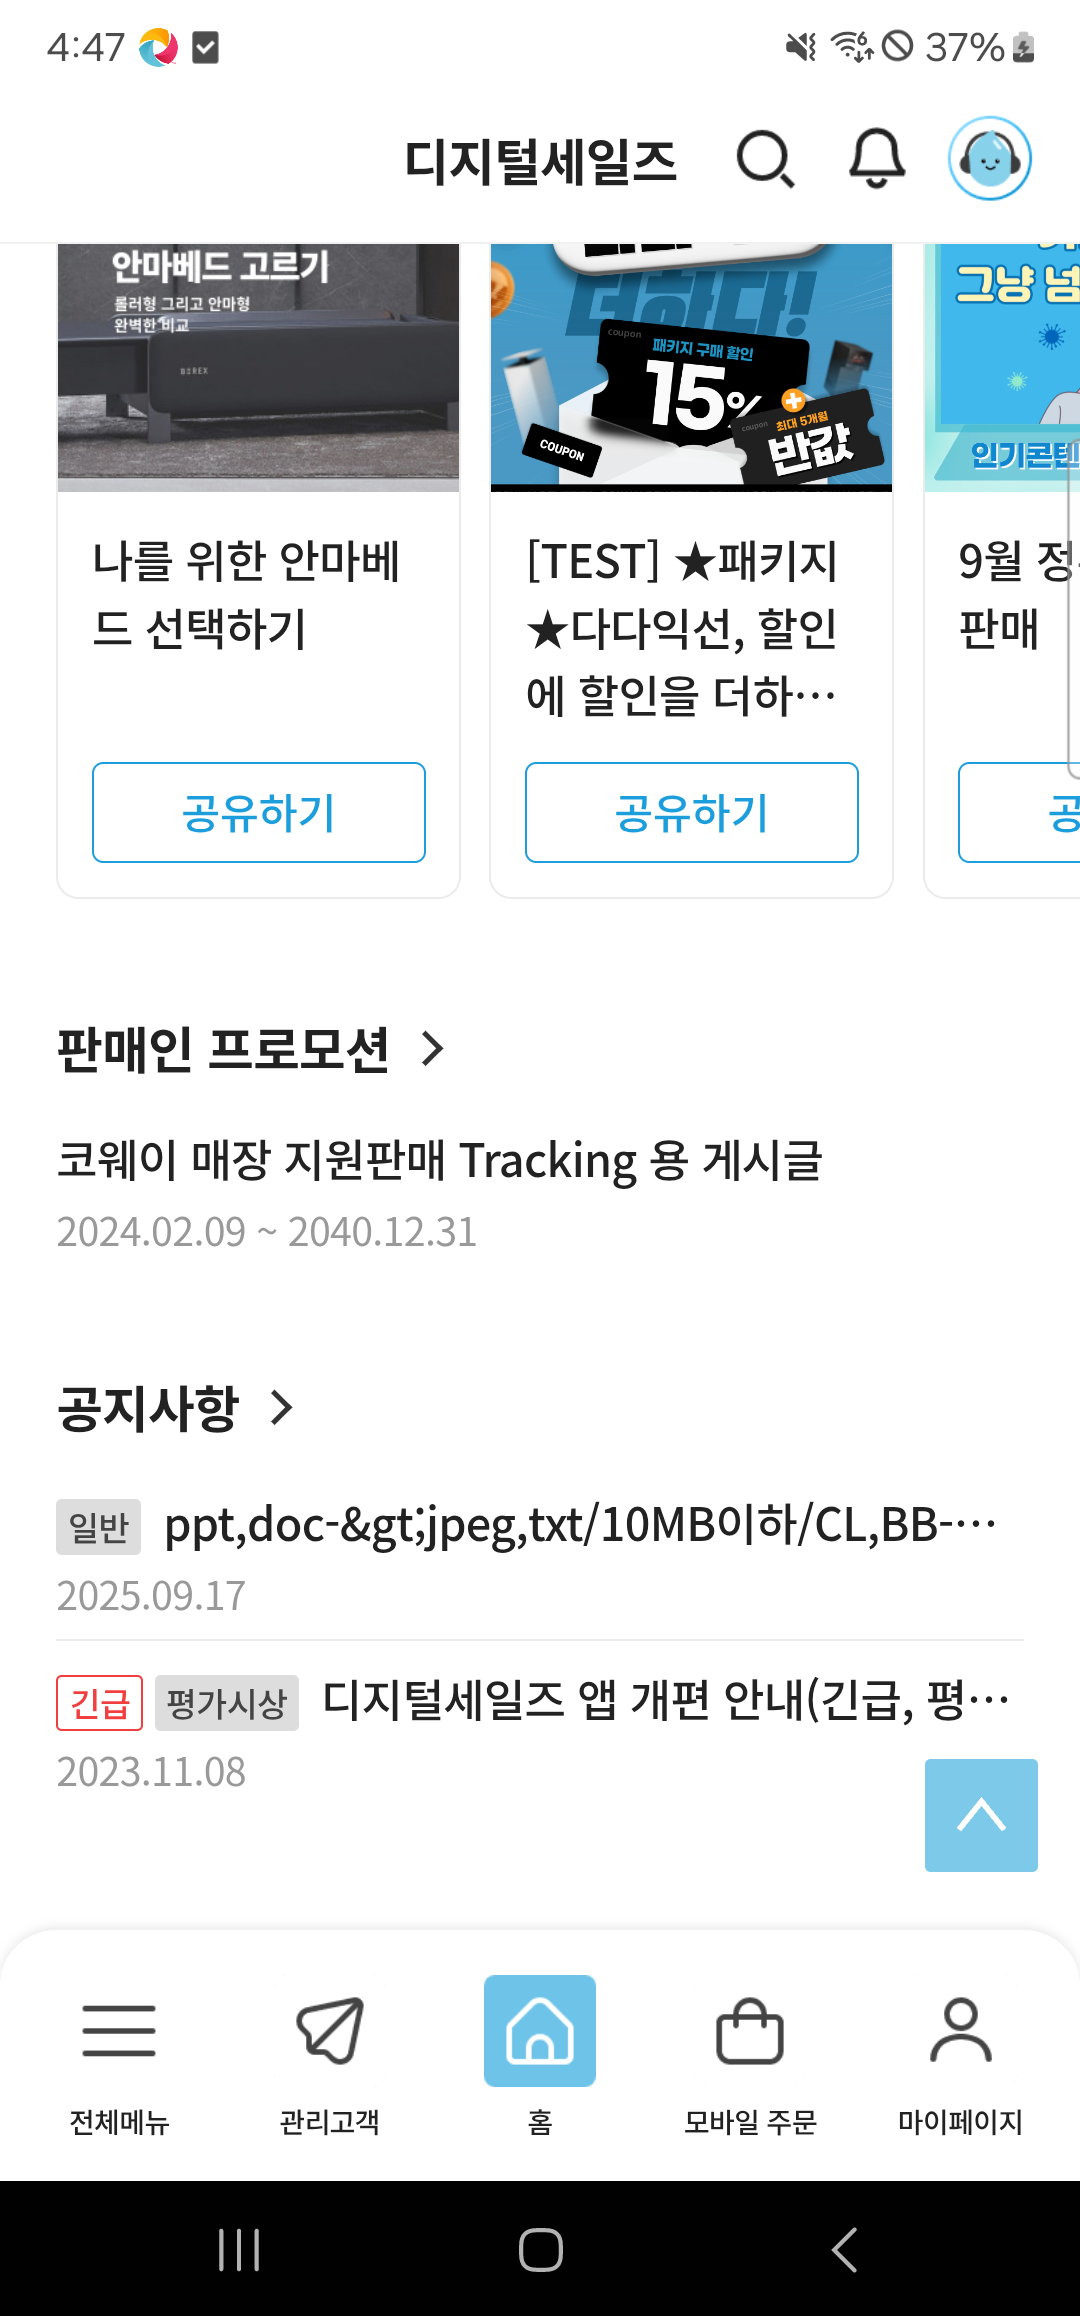 4:47
37%
디지털세일즈
안마베드 고르기
롤러형 그리고 안마형
완벽한 비교
DEREX
더하다!
coupon
패키지 구매 할인
15%
coupon
최대 5개월
반값
COUPON
그냥 넘
인기콘텐
나를 위한 안마베
드 선택하기
공유하기
[TEST] ★패키지
★다다익선, 할인
에 할인을 더하…
공유하기
9월 정
판매
공
판매인 프로모션
코웨이 매장 지원판매 Tracking 용 게시글
2024.02.09 ~ 2040.12.31
공지사항
일반 ppt,doc-&gt;jpeg,txt/10MB이하/CL,BB-…
2025.09.17
긴급 평가시상 디지털세일즈 앱 개편 안내(긴급, 평…
2023.11.08
전체메뉴
관리고객
홈
모바일 주문
마이페이지